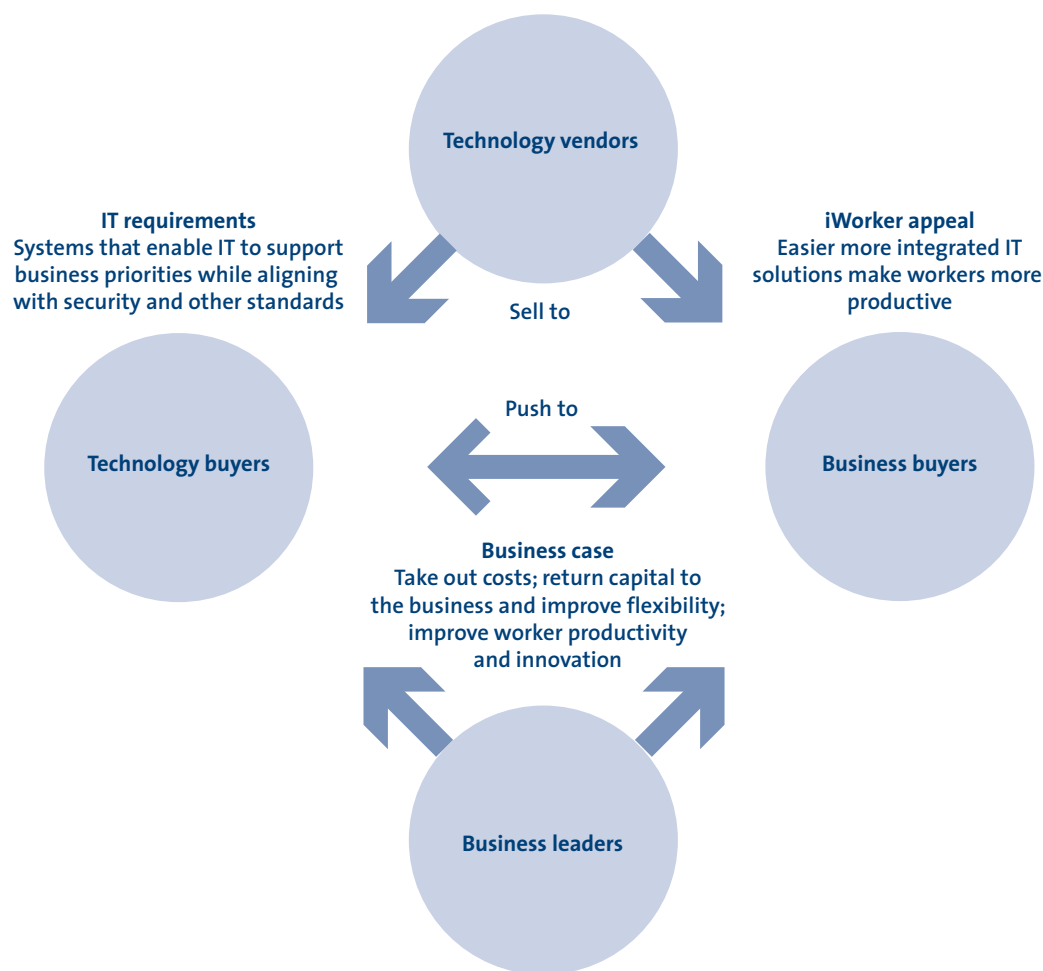 Technology vendors
IT requirements
Systems that enable IT to support
business priorities while aligning
with security and other standards
iWorker appeal
Easier more integrated IT
solutions make workers more
productive
Sell to
Push to
Technology buyers
Business buyers
Business case
Take out costs; return capital to
the business and improve flexibility;
improve worker productivity
and innovation
Business leaders